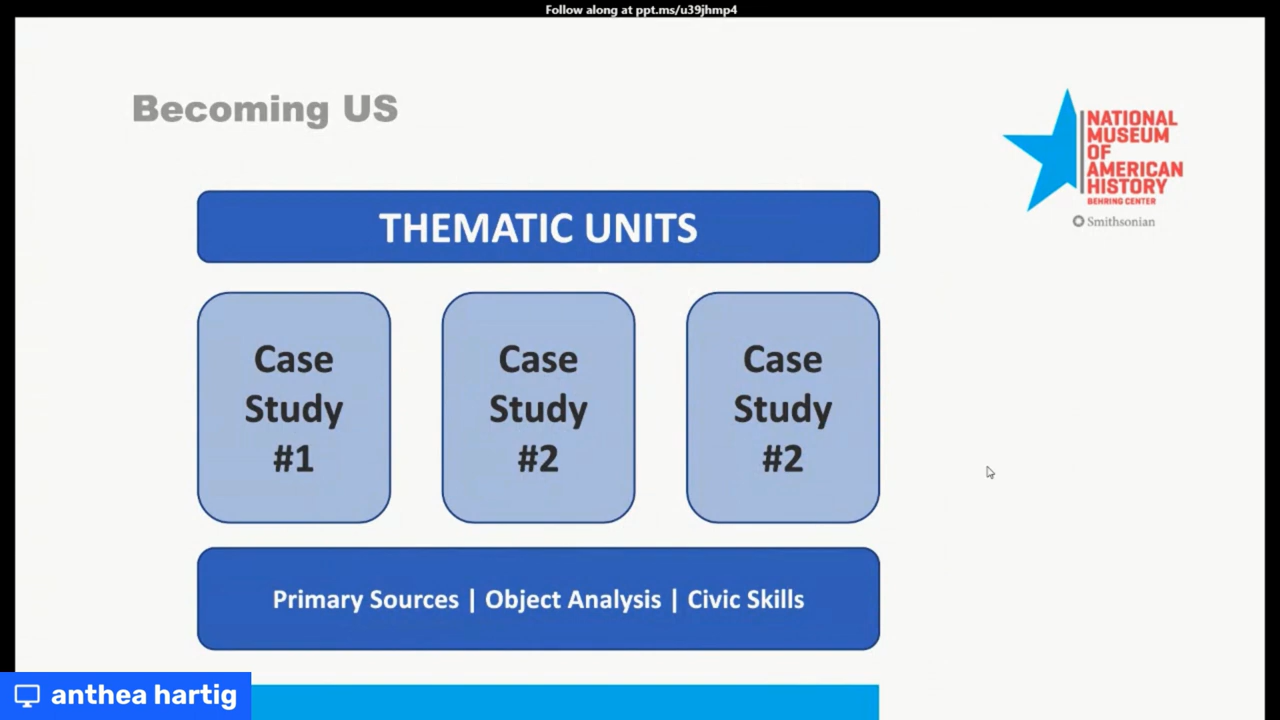 Follow along at ppt.ms/u39jhmp4
Becoming US
NATIONAL
MUSEUM
OF
AMERICAN
HISTORY
BEHRING CENTER
Smithsonian
THEMATIC UNITS
Case
Study
#1
Case
Study
#2
Case
Study
#2
Primary Sources | Object Analysis | Civic Skills
anthea hartig